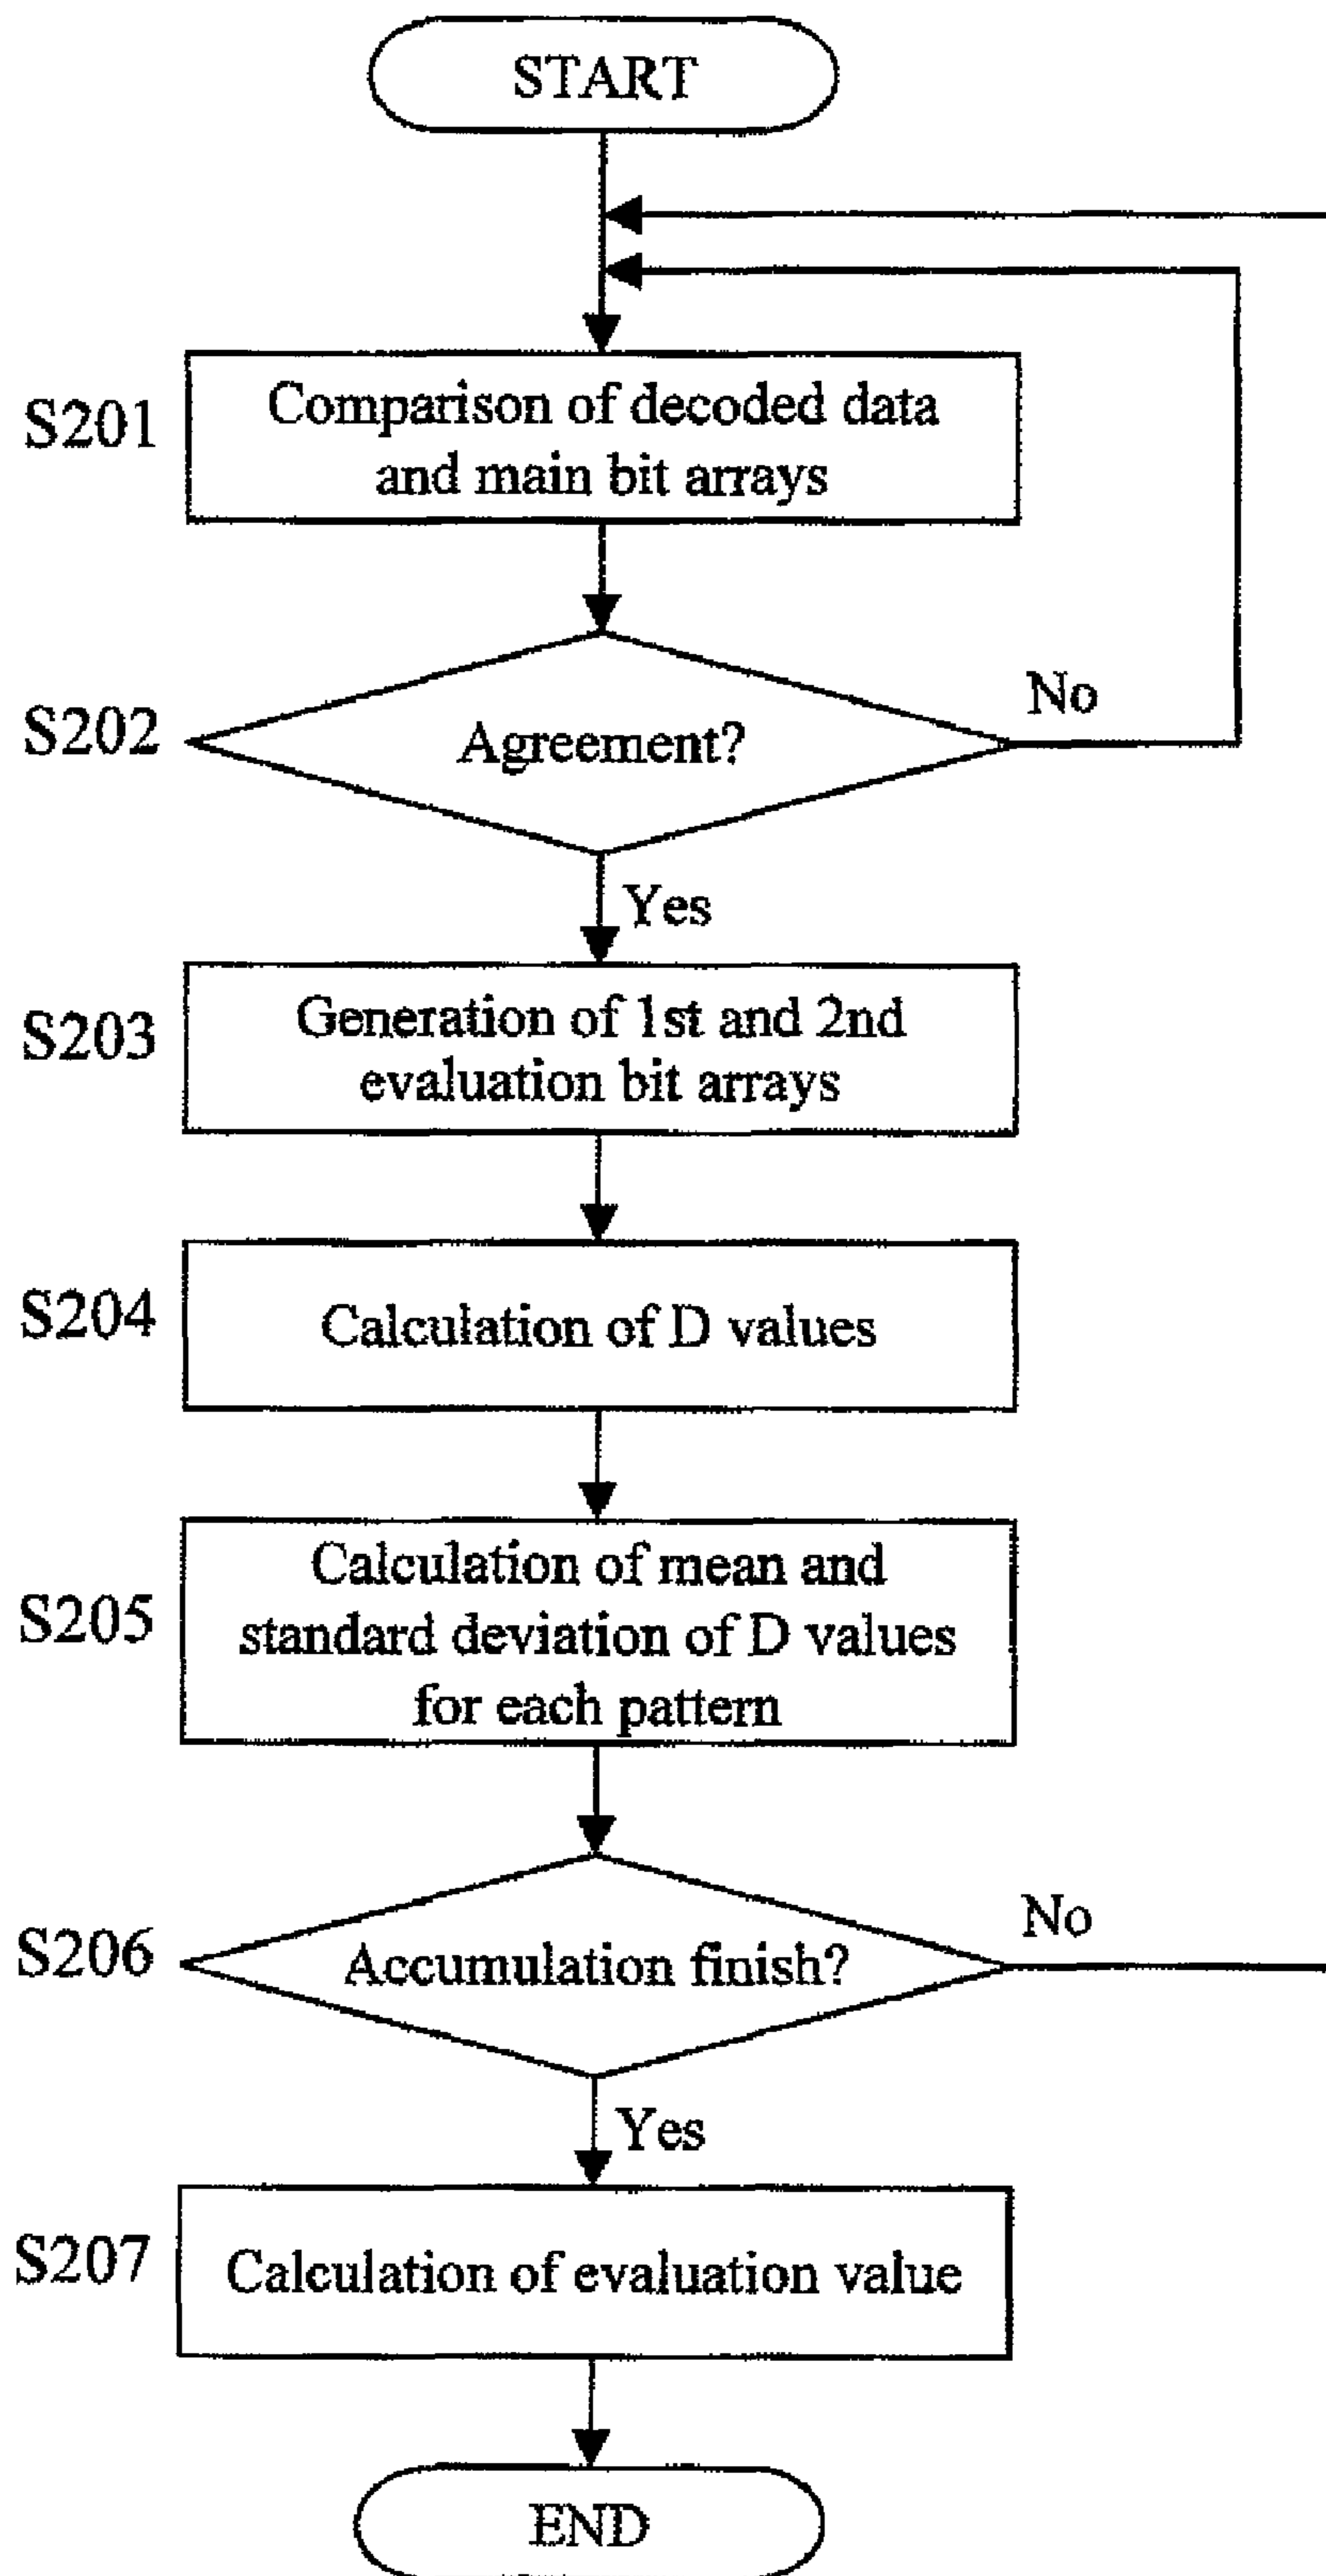 START
S201
Comparison of decoded data
and main bit arrays
S202
Agreement?
No
Yes
S203
Generation of 1st and 2nd
evaluation bit arrays
S204
Calculation of D values
S205
Calculation of mean and
standard deviation of D values
for each pattern
S206
Accumulation finish?
No
Yes
S207
Calculation of evaluation value
END